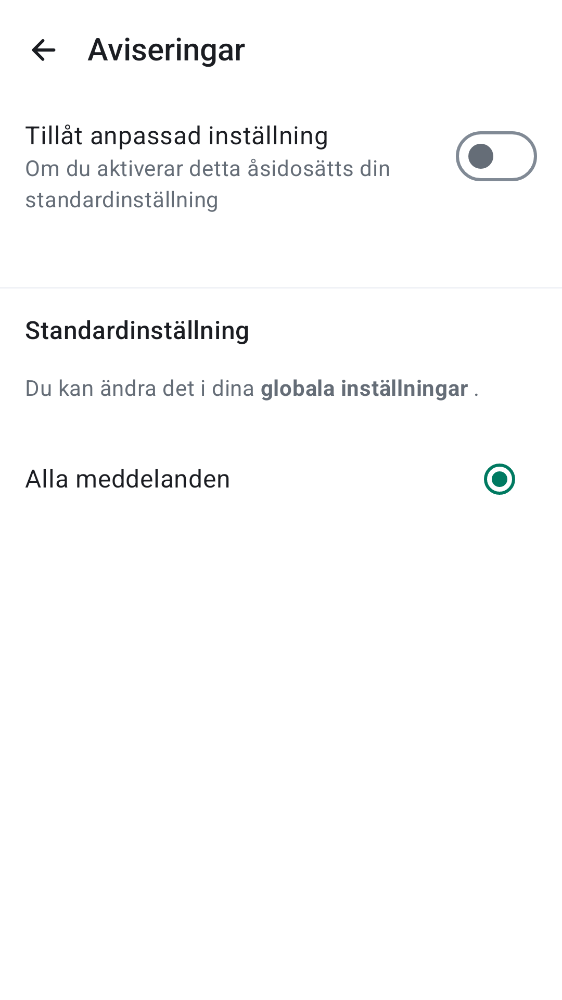 Aviseringar
Tillåt anpassad inställning
Om du aktiverar detta åsidosätts din
standardinställning
Standardinställning
Du kan ändra det i dina globala inställningar .
Alla meddelanden